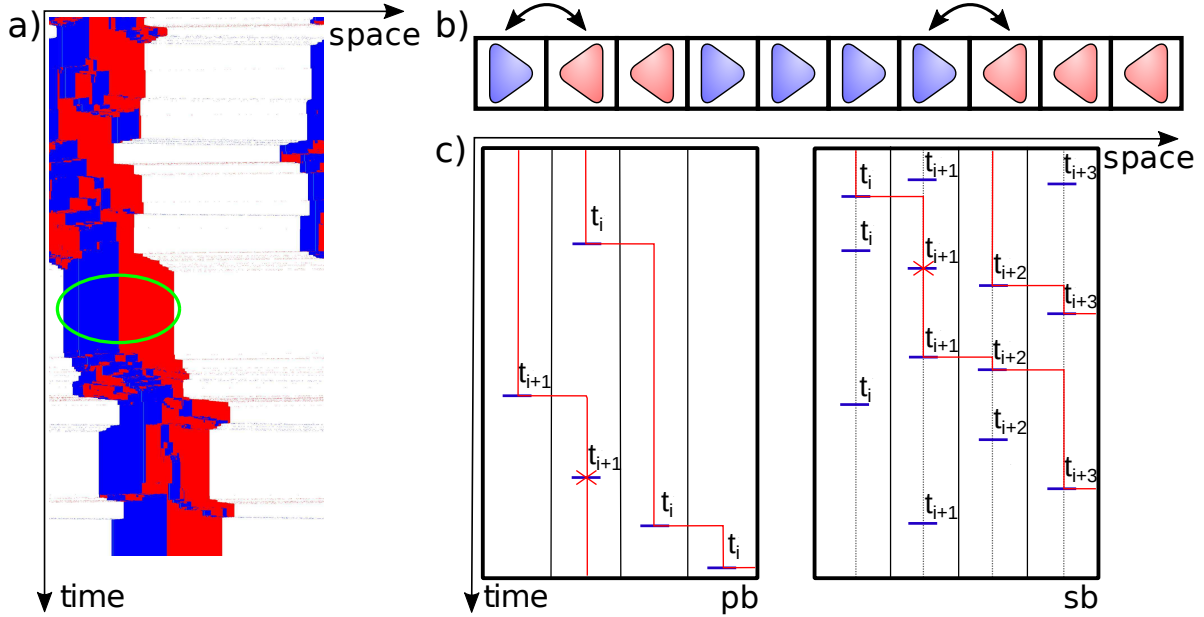 a)
space
time
b)
c)
space
t_i
t_{i+1}
t_{i+1}
t_i
t_i
time
pb
t_i
t_{i+1}
t_{i+3}
t_i
t_{i+1}
t_{i+2}
t_{i+3}
t_{i+1}
t_{i+2}
t_i
t_{i+2}
t_{i+3}
t_{i+1}
sb